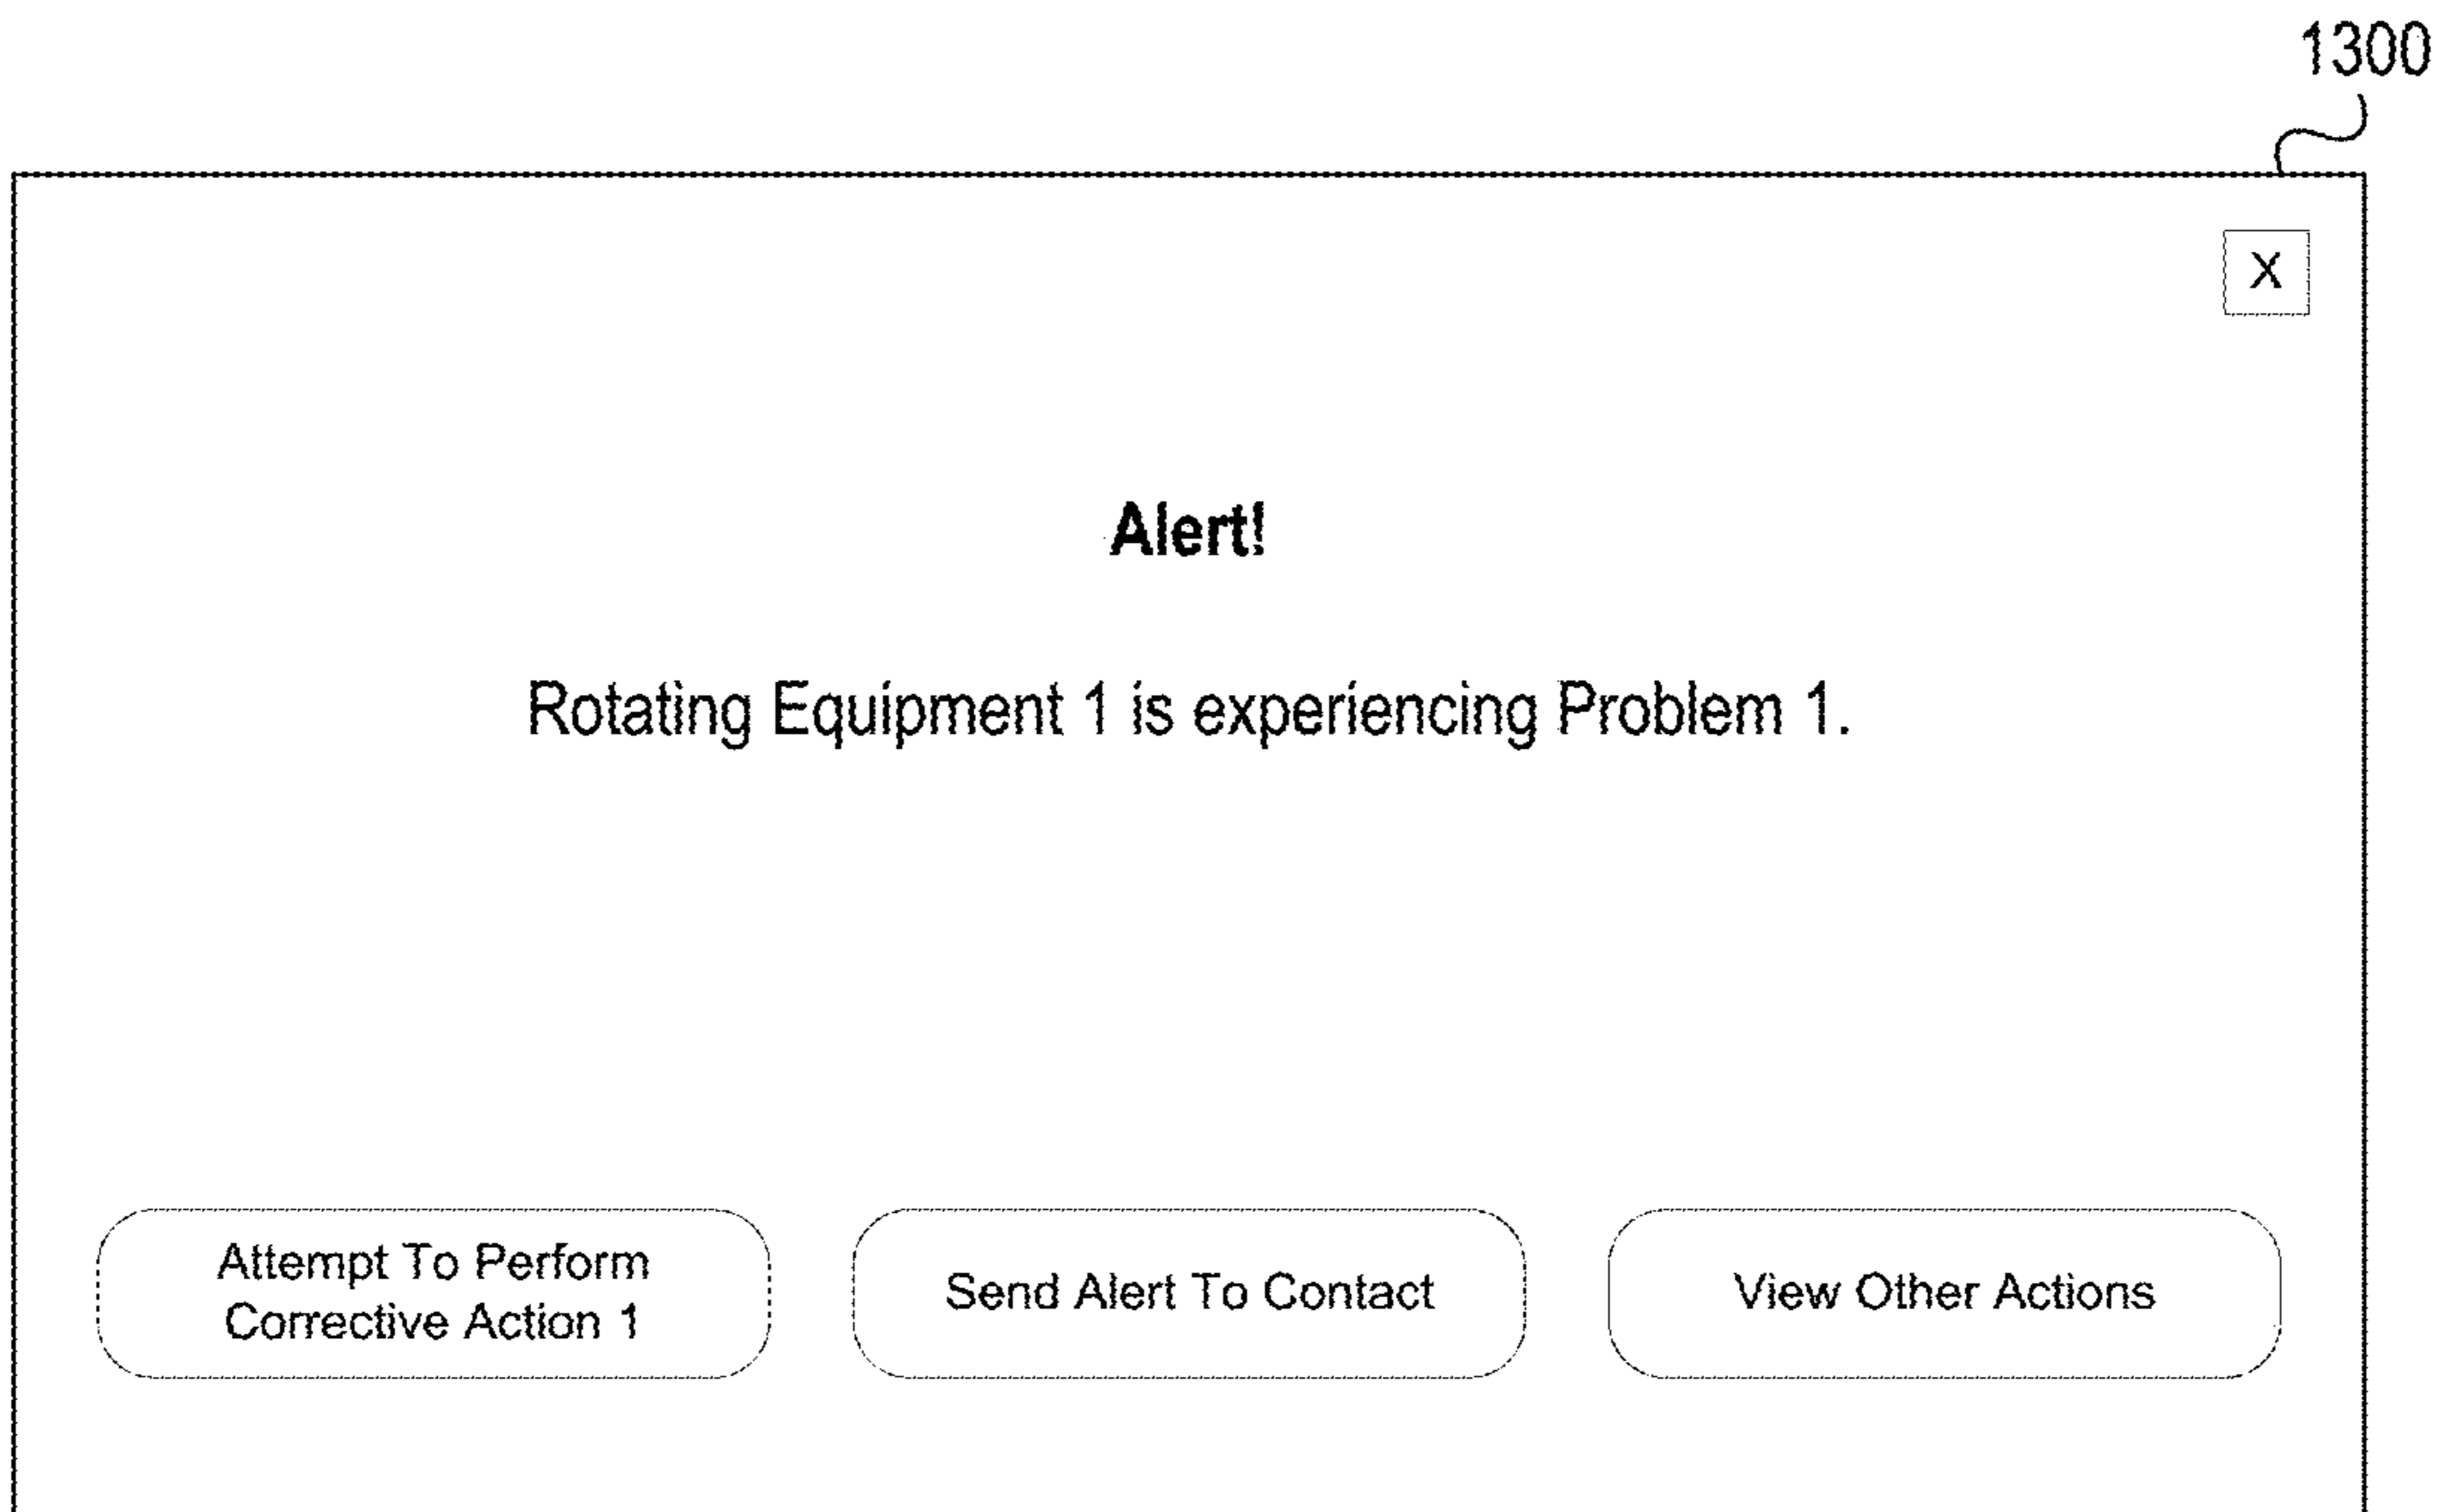 1300
X
Alert!
Rotating Equipment 1 is experiencing Problem 1.
Attempt To Perform
Corrective Action 1
Send Alert To Contact
View Other Actions